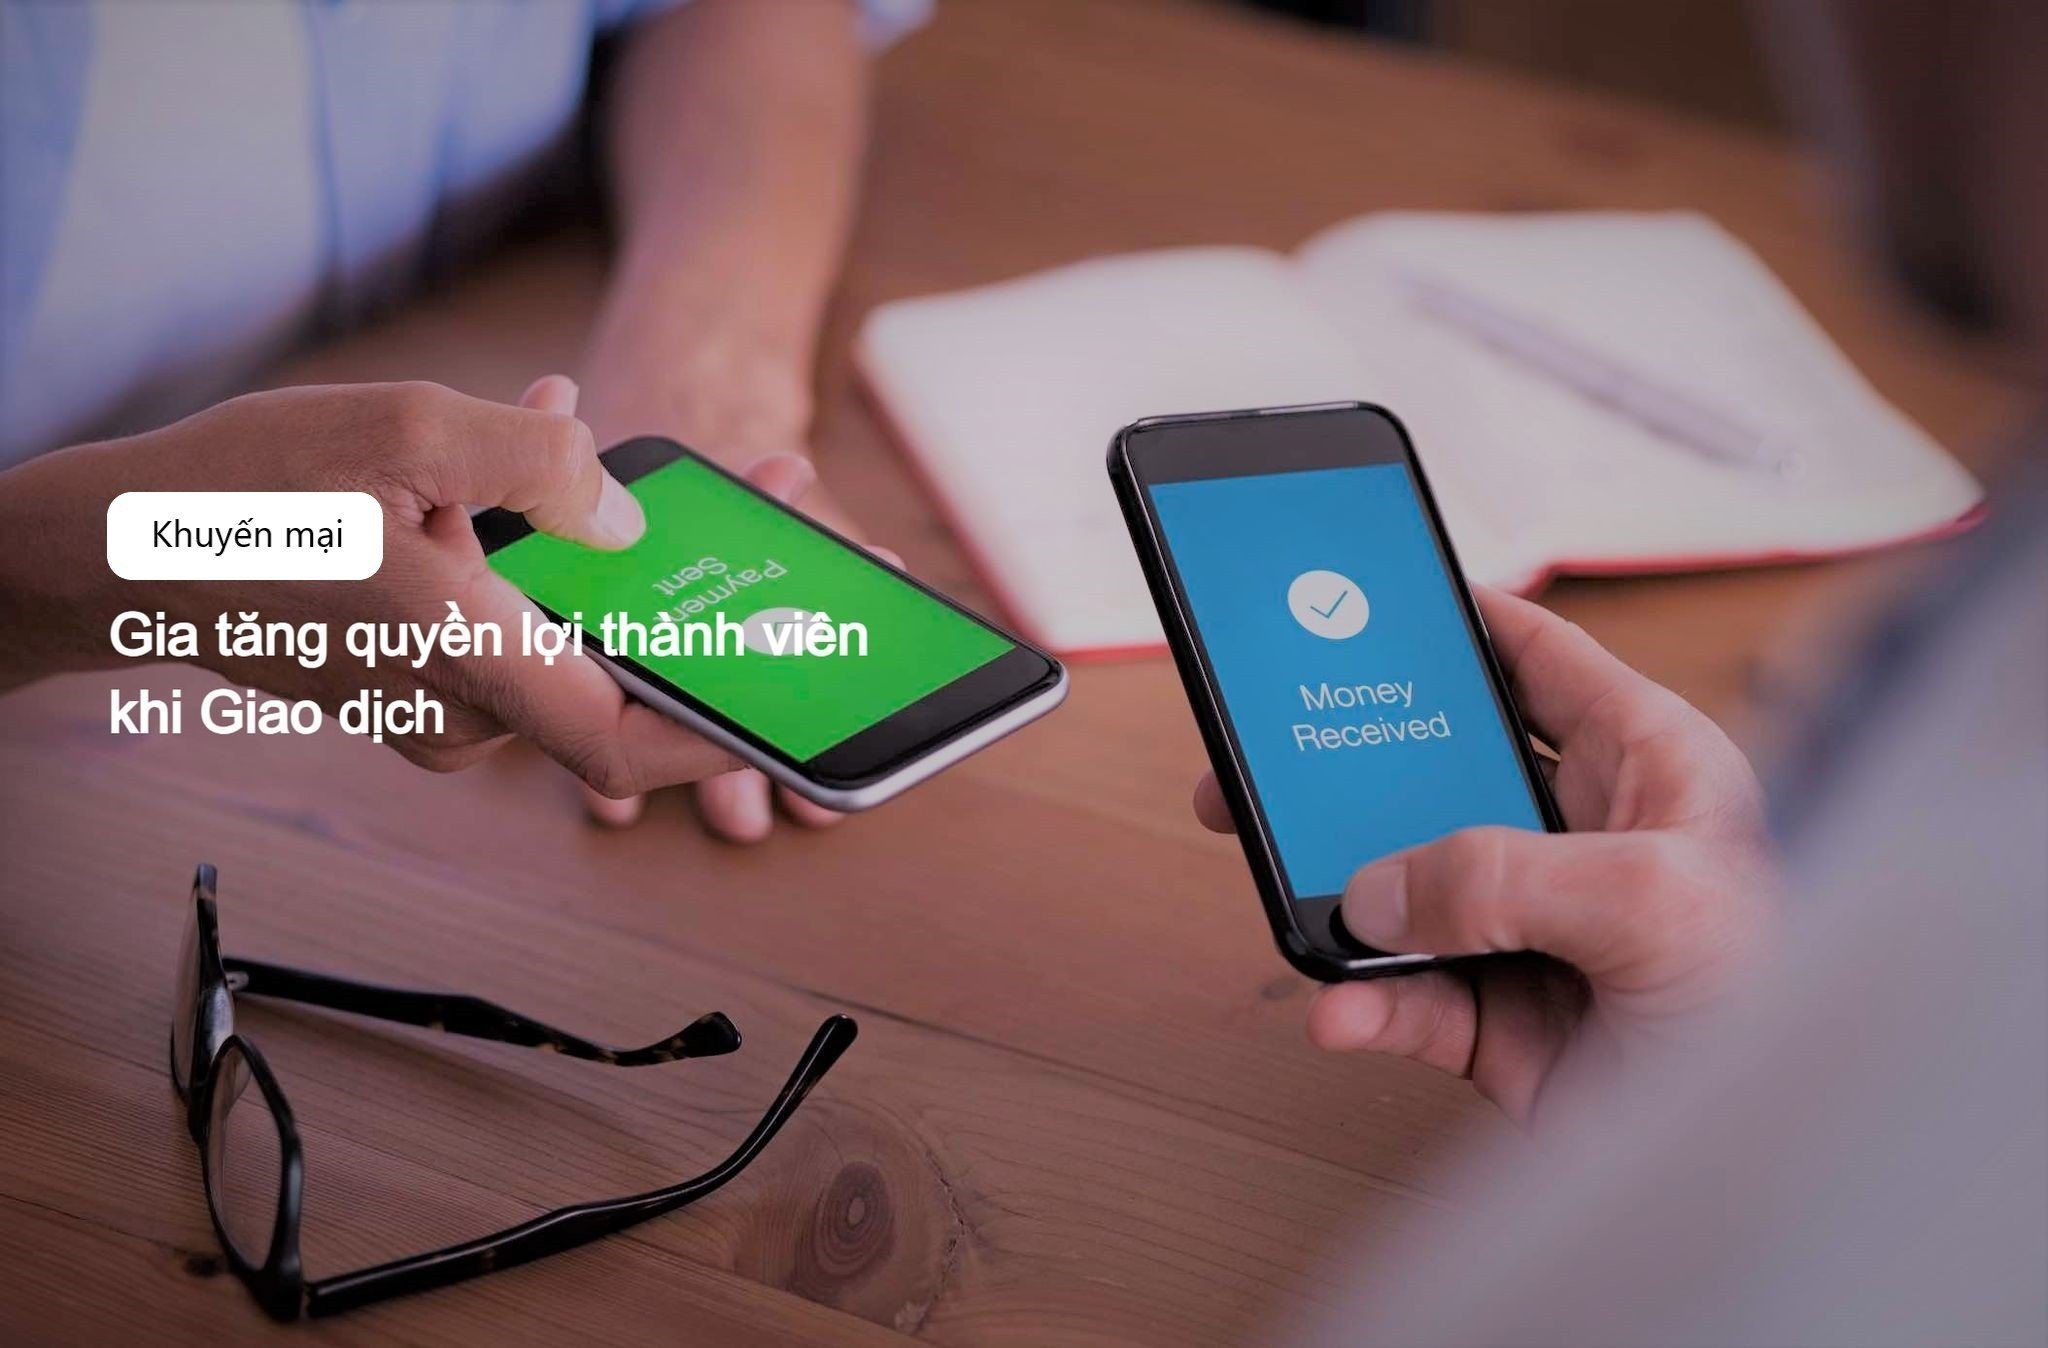 Khuyến mại
Gia tăng quyền lợi thành viên
khi Giao dịch
Payment
Sent
Money
Received